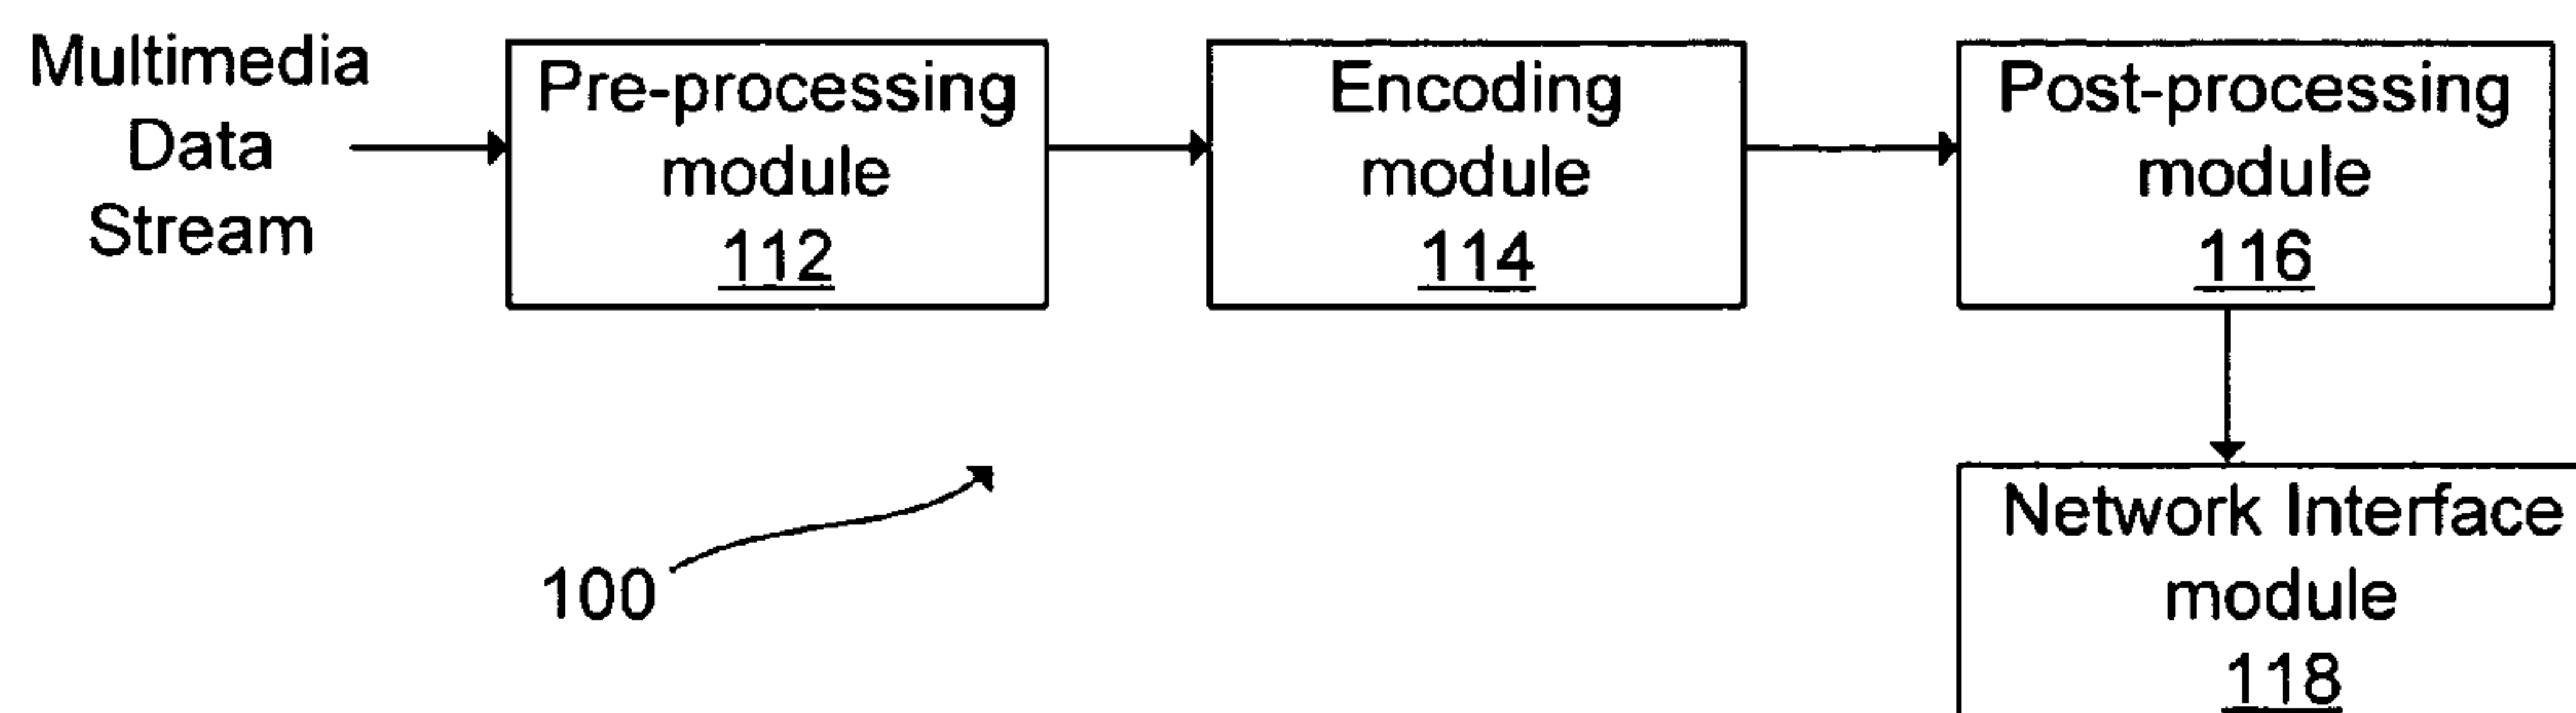 Multimedia
Data
Stream
Pre-processing
module
112
Encoding
module
114
Post-processing
module
116
Network Interface
module
118
100